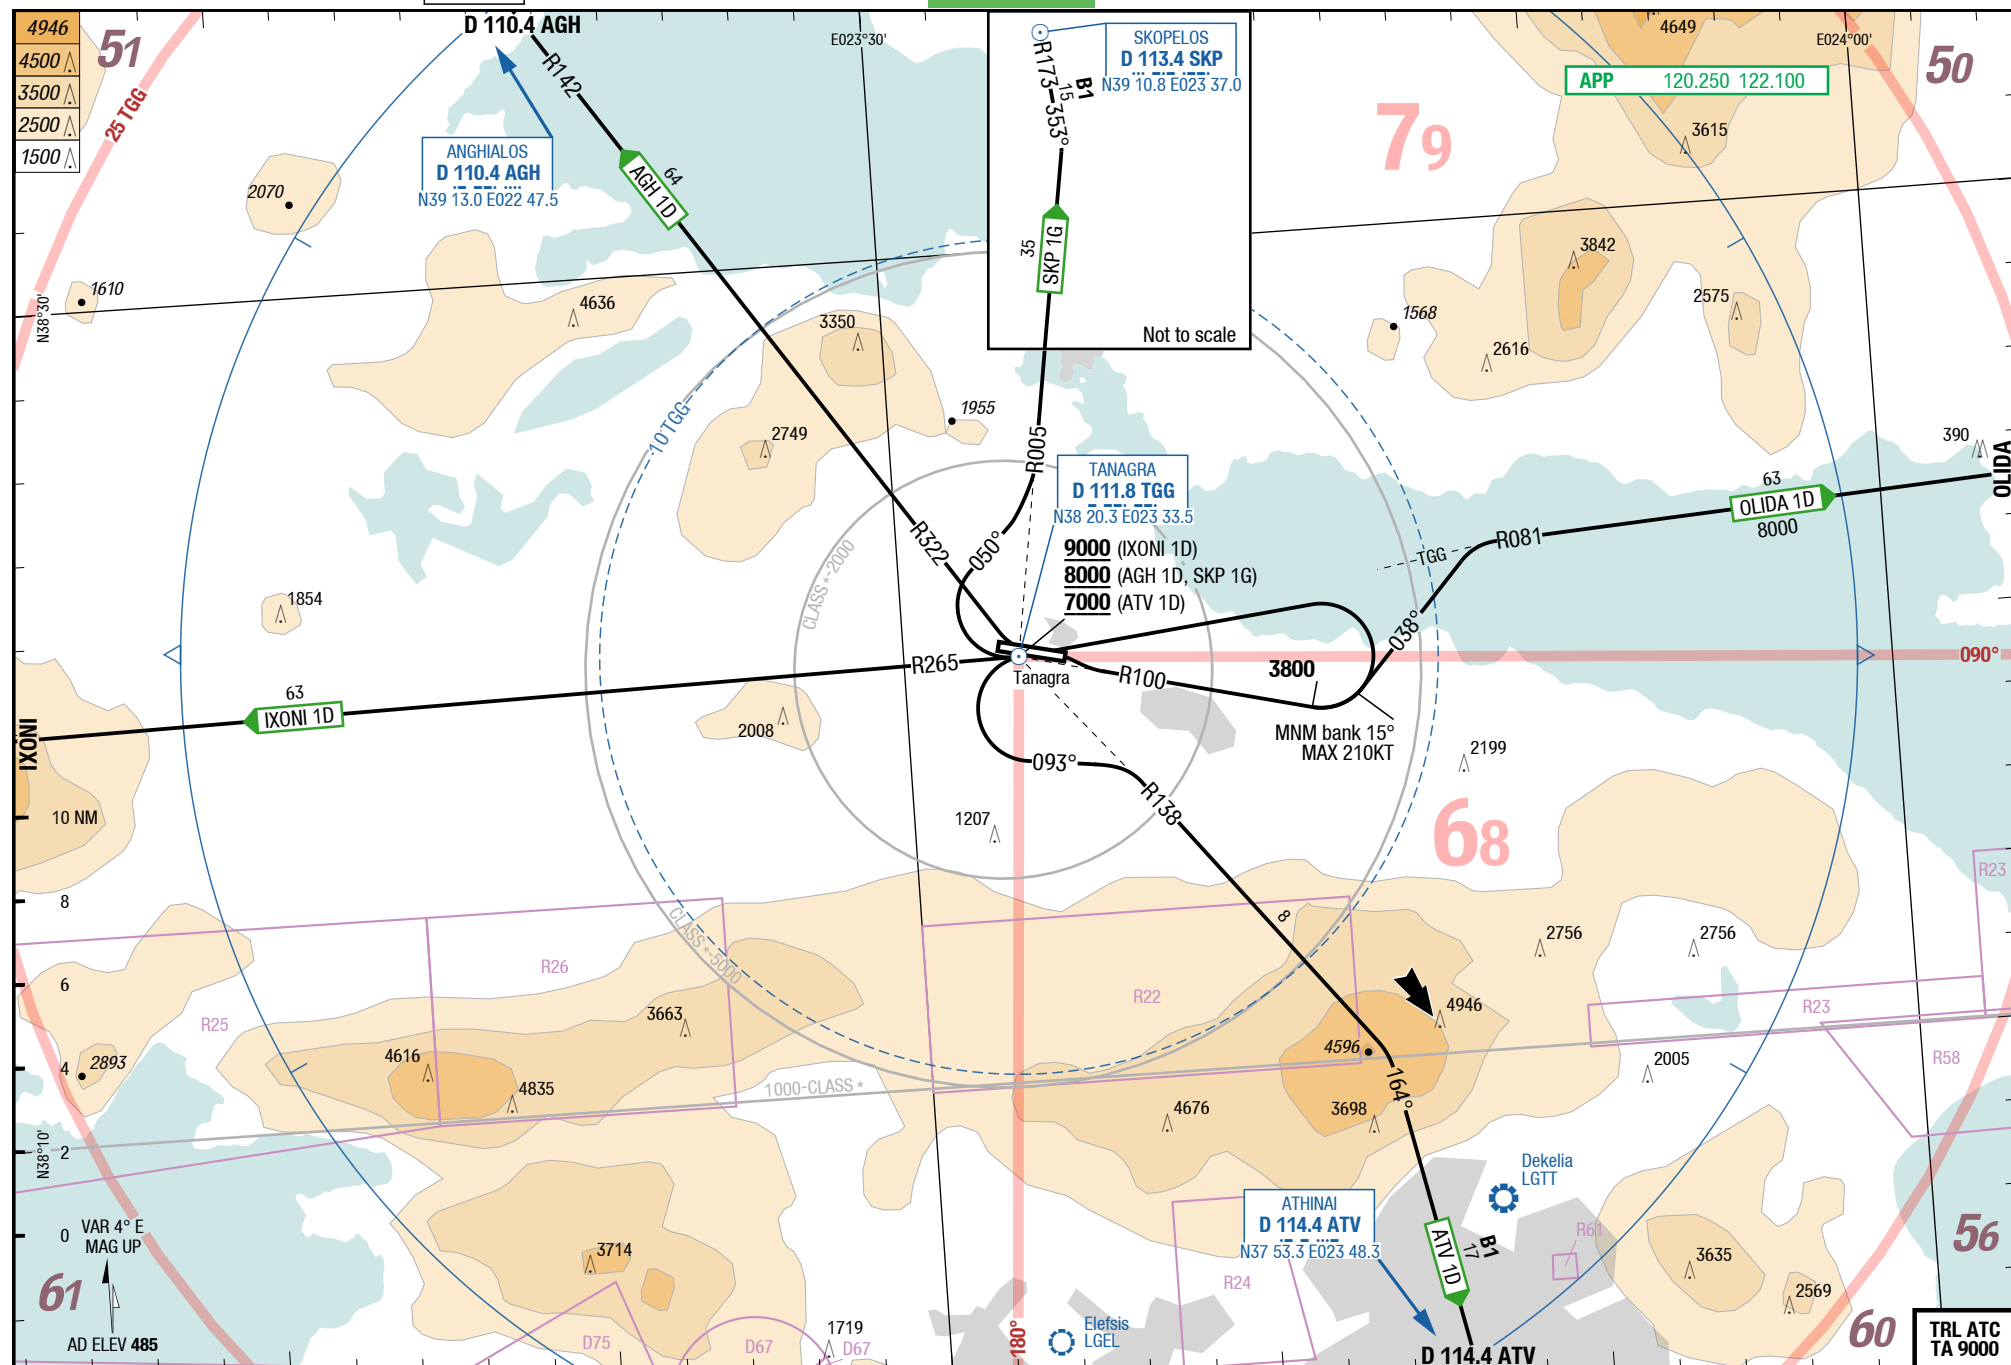 4946
4500
3500
2500
1500
51
25 TGG
D 110.4 AGH
R142
ANGHIALOS
D 110.4 AGH
N39 13.0 E022 47.5
64
AGH 1D
E023°30'
R173–353°
15
B1
SKOPELOS
D 113.4 SKP
N39 10.8 E023 37.0
35
SKP 1G
Not to scale
4649
E024°00'
50
APP 120.250 122.100
79
3615
2070
1610
N38°30'
4636
3350
3842
2575
1568
2616
10 TGG
2749
1955
R005
390
OLIDA
TANAGRA
D 111.8 TGG
N38 20.3 E023 33.5
63
OLIDA 1D
8000
R322
050°
9000 (IXONI 1D)
8000 (AGH 1D, SKP 1G)
7000 (ATV 1D)
TGG
R081
CLASS *-2000
1854
038°
R265
Tanagra
R100
3800
090°
63
IXONI 1D
IXONI
2008
MNM bank 15°
MAX 210KT
2199
093°
R138
10 NM
1207
68
8
R23
8
CLASS *-5000
2756
2756
R26
6
R25
3663
R22
4946
R23
4616
4596
2893
4
4835
1000-CLASS *
164°
2005
R58
4676
3698
N38°10'
2
Dekelia
LGTT
ATHINAI
D 114.4 ATV
N37 53.3 E023 48.3
VAR 4° E
MAG UP
0
3714
ATV 1D
17
B1
R61
3635
56
R24
2569
61
AD ELEV 485
D75
D67
1719
D67
180°
Elefsis
LGEL
D 114.4 ATV
60
TRL ATC
TA 9000